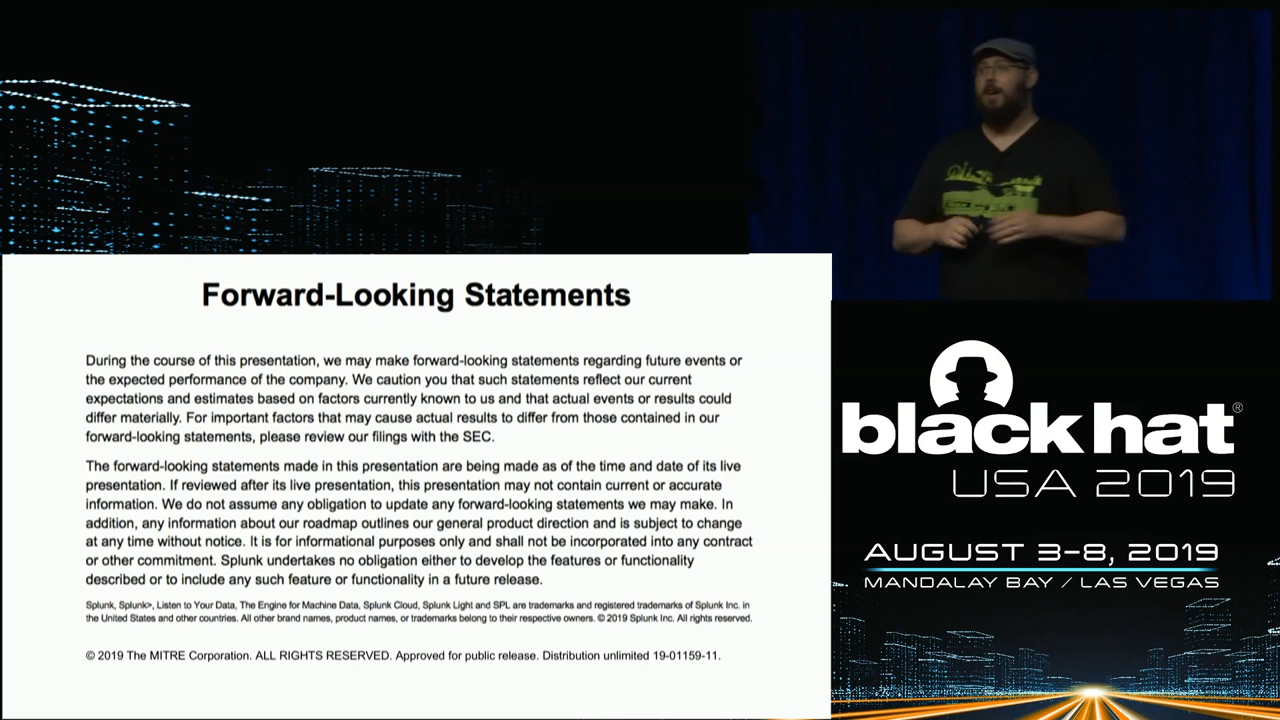 Forward-Looking Statements
During the course of this presentation, we may make forward-looking statements regarding future events or
the expected performance of the company. We caution you that such statements reflect our current
expectations and estimates based on factors currently known to us and that actual events or results could
differ materially. For important factors that may cause actual results to differ from those contained in our
forward-looking statements, please review our filings with the SEC.
The forward-looking statements made in this presentation are being made as of the time and date of its live
presentation. If reviewed after its live presentation, this presentation may not contain current or accurate
information. We do not assume any obligation to update any forward-looking statements we may make. In
addition, any information about our roadmap outlines our general product direction and is subject to change
at any time without notice. It is for informational purposes only and shall not be incorporated into any contract
or other commitment. Splunk undertakes no obligation either to develop the features or functionality
described or to include any such feature or functionality in a future release.
Splunk, Splunk>, Listen to Your Data, The Engine for Machine Data, Splunk Cloud, Splunk Light and SPL are trademarks and registered trademarks of Splunk Inc. in
the United States and other countries. All other brand names, product names, or trademarks belong to their respective owners. © 2019 Splunk Inc. All rights reserved.
© 2019 The MITRE Corporation. ALL RIGHTS RESERVED. Approved for public release. Distribution unlimited 19-01159-11.
black hat®
USA 2019
AUGUST 3-8, 2019
MANDALAY BAY / LAS VEGAS